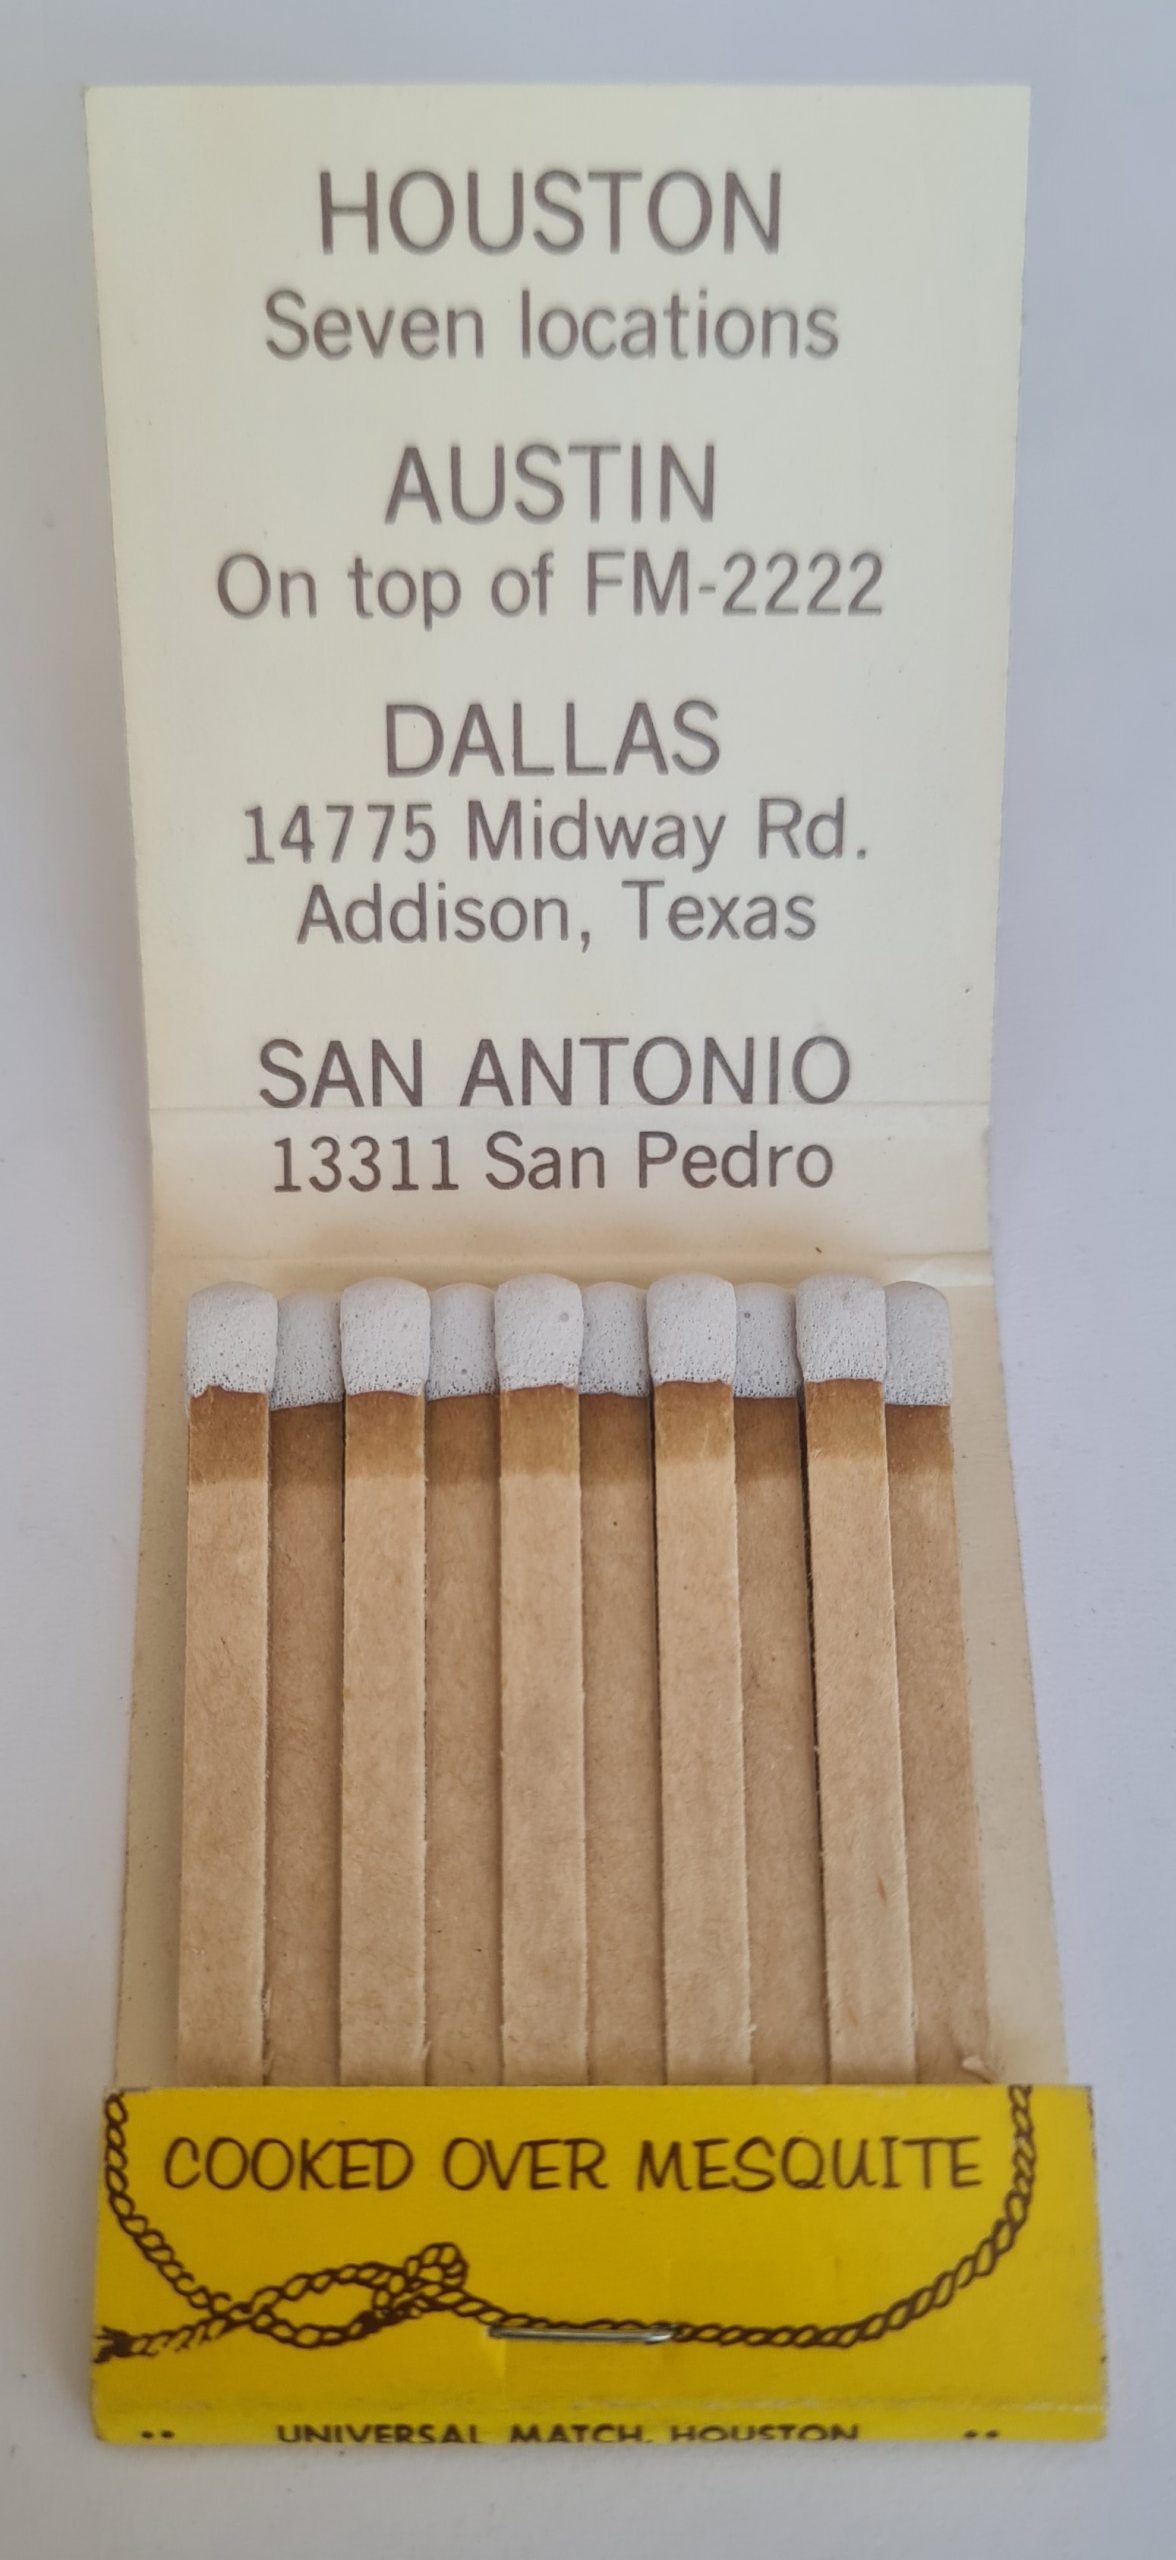 HOUSTON
Seven locations
AUSTIN
On top of FM-2222
DALLAS
14775 Midway Rd.
Addison, Texas
SAN ANTONIO
13311 San Pedro
COOKED OVER MESQUITE
UNIVERSAL MATCH, HOUSTON